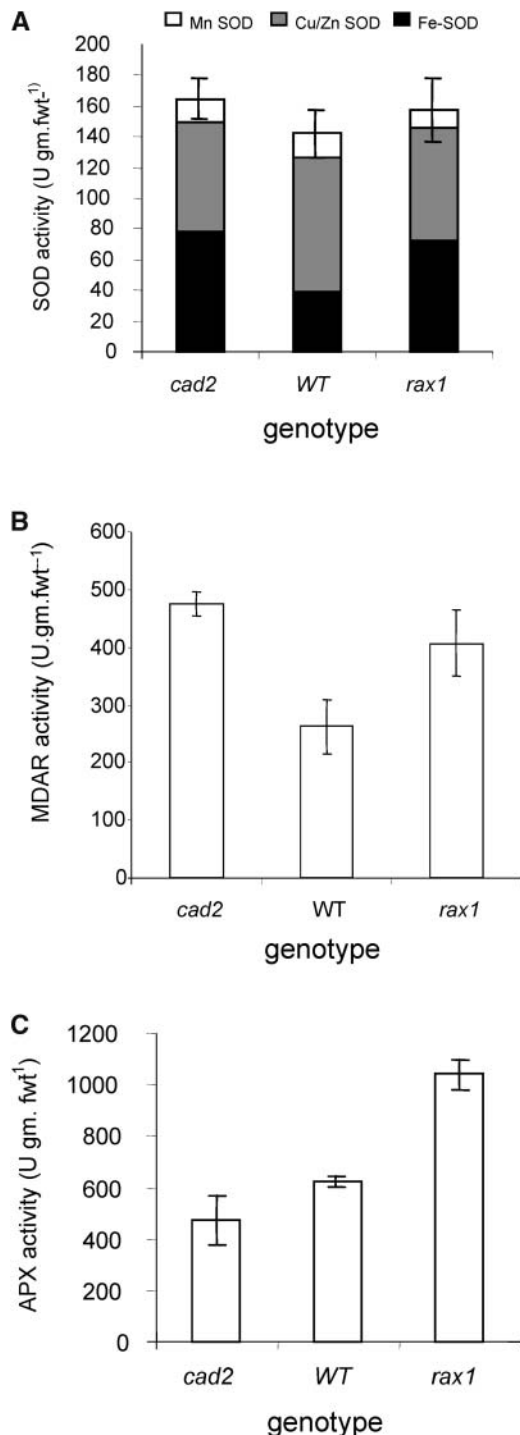 A
Mn SOD Cu/Zn SOD Fe-SOD
SOD activity (U gm.fwt-1)
200
180
160
140
120
100
80
60
40
20
0
cad2 WT rax1
genotype
B
MDAR activity (U.gm.fwt-1)
600
500
400
300
200
100
0
cad2 WT rax1
genotype
C
APX activity (U gm. fwt1)
1200
1000
800
600
400
200
0
cad2 WT rax1
genotype